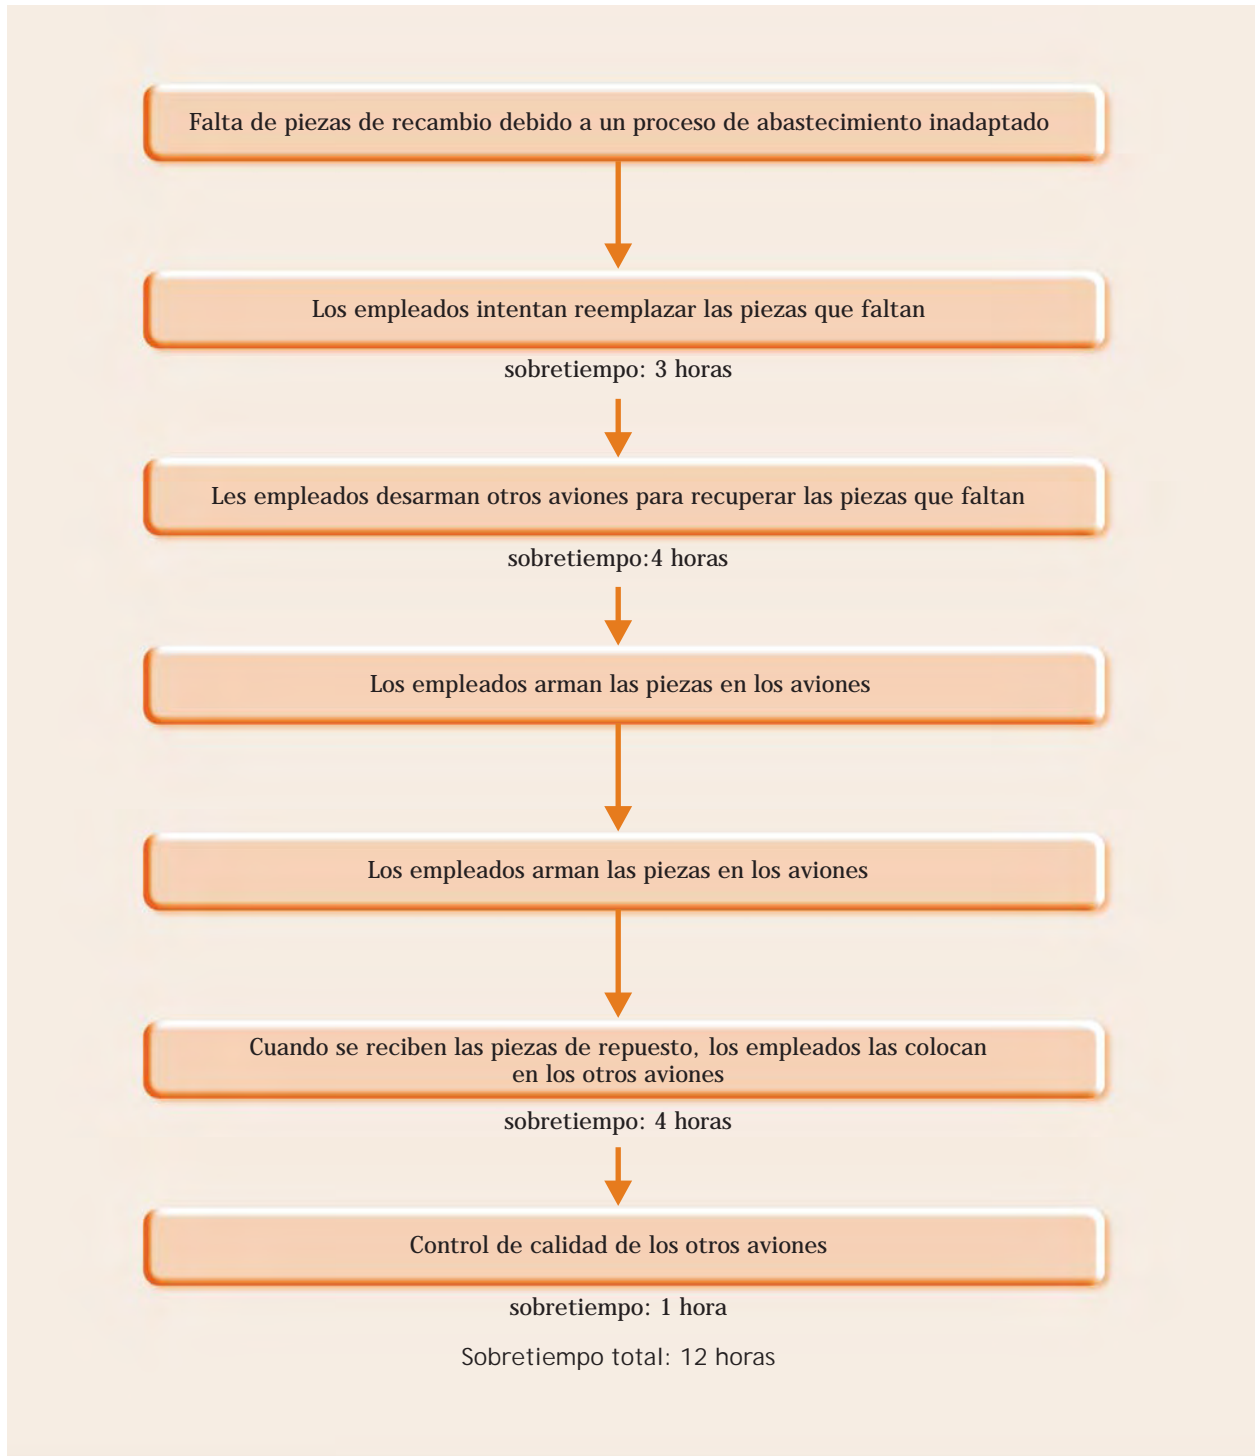 Falta de piezas de recambio debido a un proceso de abastecimiento inadaptado
Los empleados intentan reemplazar las piezas que faltan
sobretiempo: 3 horas
Les empleados desarman otros aviones para recuperar las piezas que faltan
sobretiempo:4 horas
Los empleados arman las piezas en los aviones
Los empleados arman las piezas en los aviones
Cuando se reciben las piezas de repuesto, los empleados las colocan
en los otros aviones
sobretiempo: 4 horas
Control de calidad de los otros aviones
sobretiempo: 1 hora
Sobretiempo total: 12 horas